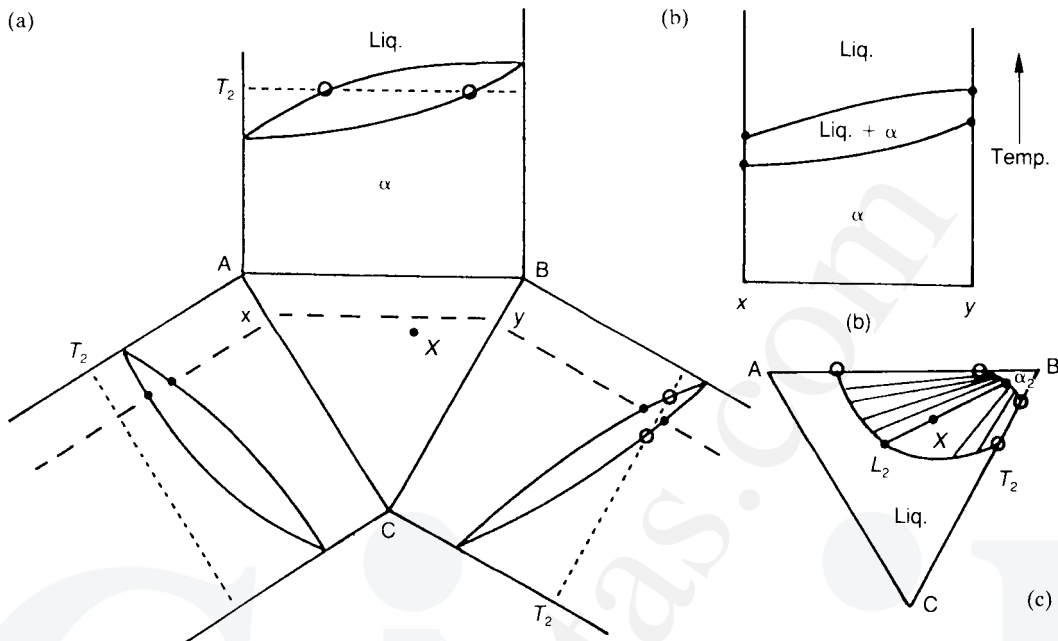 (a)
Liq.
T2
α
A
B
x
y
X
T2
C
T2
(b)
Liq.
Liq. + α
Temp.
α
x
y
(b)
A
B
α2
X
L2
T2
Liq.
C
(c)